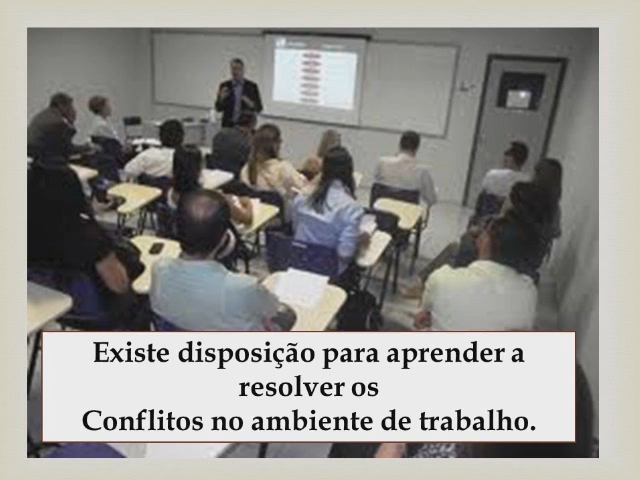 Existe disposição para aprender a
resolver os
Conflitos no ambiente de trabalho.